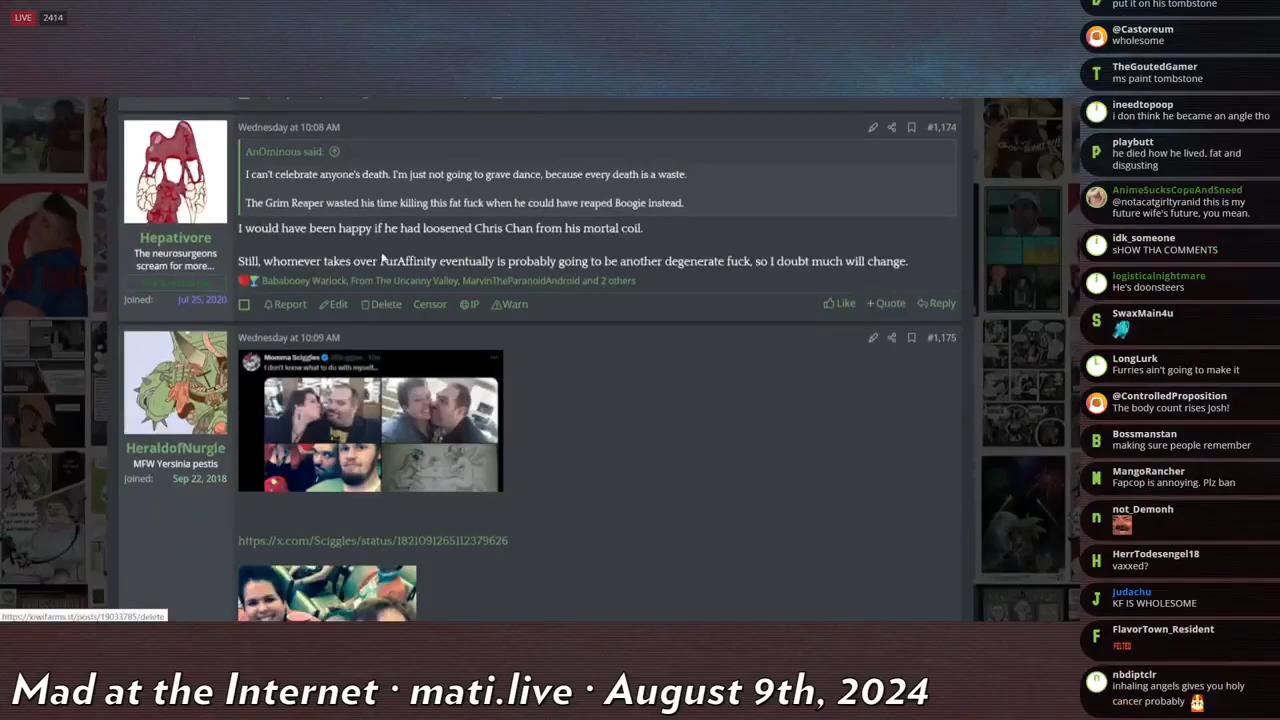 LIVE 2414
put it on his tombstone
@Castoreum
wholesome
TheGoutedGamer
ms paint tombstone
ineedtopoop
i don think he became an angle tho
playbutt
he died how he lived, fat and
disgusting
AnimeSucksCopeAndSneed
@notacatgirltyranid this is my
future wife's future, you mean.
idk_someone
sHOW THA COMMENTS
logisticalnightmare
He's doonsteers
SwaxMain4u
LongLurk
Furries ain't going to make it
@ControlledProposition
The body count rises Josh!
Bossmanstan
making sure people remember
MangoRancher
Fapcop is annoying. Plz ban
not_Demonh
HerrTodesengel18
vaxxed?
Judachu
KF IS WHOLESOME
FlavorTown_Resident
FELTED
nbdiptclr
inhaling angels gives you holy
cancer probably
Wednesday at 10:08 AM
#1,174
AnOminous said:
I can't celebrate anyone's death. I'm just not going to grave dance, because every death is a waste.
The Grim Reaper wasted his time killing this fat fuck when he could have reaped Boogie instead.
I would have been happy if he had loosened Chris Chan from his mortal coil.
Still, whomever takes over FurAffinity eventually is probably going to be another degenerate fuck, so I doubt much will change.
Bababooey Warlock, From The Uncanny Valley, MarvinTheParanoidAndroid and 2 others
Report Edit Delete Censor IP Warn
Like + Quote Reply
Hepativore
The neurosurgeons
scream for more...
Joined: Jul 25, 2020
Wednesday at 10:09 AM
#1,175
Momma Sciggles
I don't know what to do with myself...
HeraldofNurgle
MFW Yersinia pestis
Joined: Sep 22, 2018
https://x.com/Sciggles/status/1821091265112379626
https://kiwifarms.st/posts/19033785/delete
Mad at the Internet · mati.live · August 9th, 2024